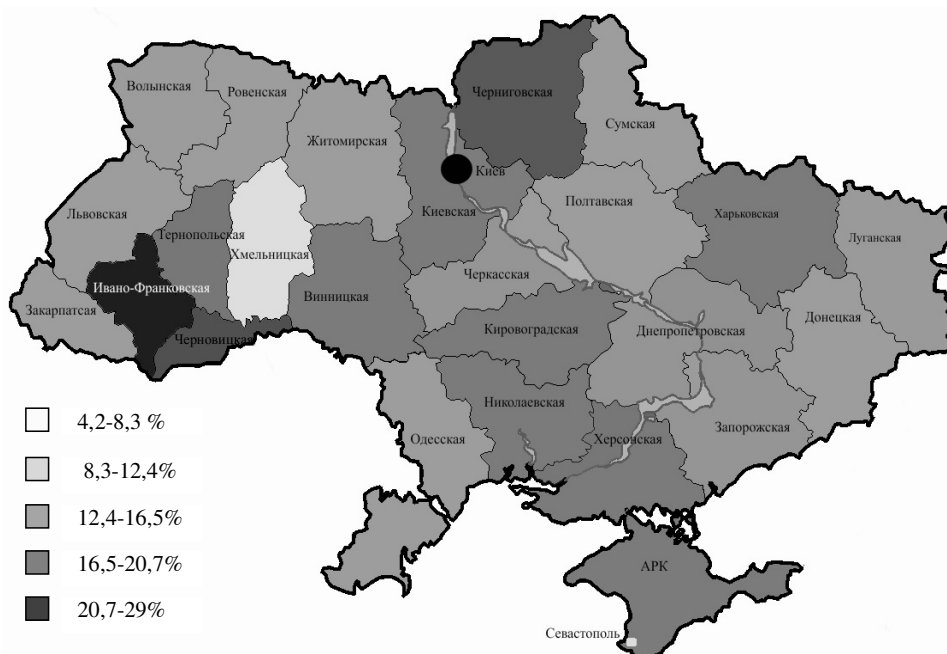 Волынская
Ровенская
Житомирская
Черниговская
Сумская
Киев
Киевская
Полтавская
Харьковская
Луганская
Львовская
Тернопольская
Хмельницкая
Ивано-Франковская
Закарпатсая
Черновицкая
Винницкая
Черкасская
Кировоградская
Днепропетровская
Донецкая
Одесская
Николаевская
Херсонская
Запорожская
АРК
Севастополь
4,2-8,3 %
8,3-12,4%
12,4-16,5%
16,5-20,7%
20,7-29%